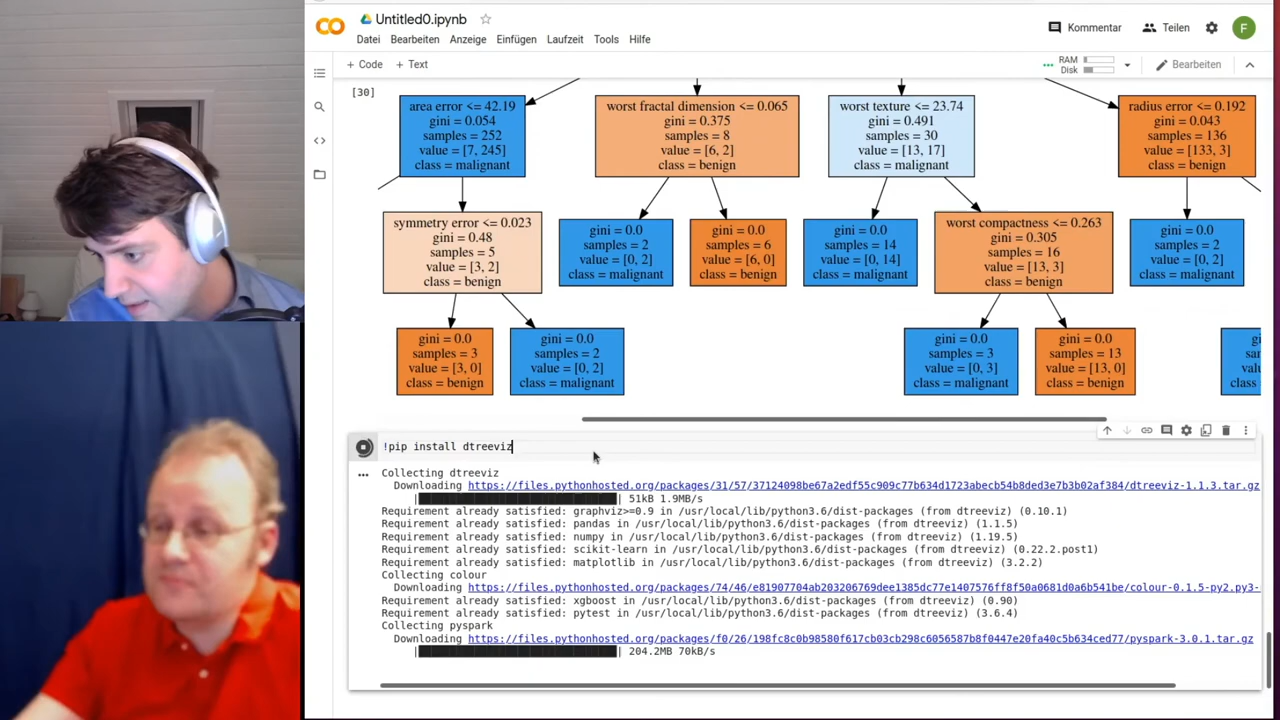 Untitled0.ipynb
Kommentar
Teilen
F
Datei Bearbeiten Anzeige Einfügen Laufzeit Tools Hilfe
+ Code + Text
RAM
Disk
Bearbeiten
[30]
area error <= 42.19
gini = 0.054
samples = 252
value = [7, 245]
class = malignant
worst fractal dimension <= 0.065
gini = 0.375
samples = 8
value = [6, 2]
class = benign
worst texture <= 23.74
gini = 0.491
samples = 30
value = [13, 17]
class = malignant
radius error <= 0.192
gini = 0.043
samples = 136
value = [133, 3]
class = benign
symmetry error <= 0.023
gini = 0.48
samples = 5
value = [3, 2]
class = benign
gini = 0.0
samples = 2
value = [0, 2]
class = malignant
gini = 0.0
samples = 6
value = [6, 0]
class = benign
gini = 0.0
samples = 14
value = [0, 14]
class = malignant
worst compactness <= 0.263
gini = 0.305
samples = 16
value = [13, 3]
class = benign
gini = 0.0
samples = 2
value = [0, 2]
class = malignant
gini = 0.0
samples = 3
value = [3, 0]
class = benign
gini = 0.0
samples = 2
value = [0, 2]
class = malignant
gini = 0.0
samples = 3
value = [0, 3]
class = malignant
gini = 0.0
samples = 13
value = [13, 0]
class = benign
gi
sam
valu
class =
!pip install dtreeviz
Collecting dtreeviz
Downloading https://files.pythonhosted.org/packages/31/57/37124098be67a2edf55c909c77b634d1723abecb54b8ded3e7b3b02af384/dtreeviz-1.1.3.tar.gz
| 51kB 1.9MB/s
Requirement already satisfied: graphviz>=0.9 in /usr/local/lib/python3.6/dist-packages (from dtreeviz) (0.10.1)
Requirement already satisfied: pandas in /usr/local/lib/python3.6/dist-packages (from dtreeviz) (1.1.5)
Requirement already satisfied: numpy in /usr/local/lib/python3.6/dist-packages (from dtreeviz) (1.19.5)
Requirement already satisfied: scikit-learn in /usr/local/lib/python3.6/dist-packages (from dtreeviz) (0.22.2.post1)
Requirement already satisfied: matplotlib in /usr/local/lib/python3.6/dist-packages (from dtreeviz) (3.2.2)
Collecting colour
Downloading https://files.pythonhosted.org/packages/74/46/e81907704ab203206769dee1385dc77e1407576ff8f50a0681d0a6b541be/colour-0.1.5-py2.py3-
Requirement already satisfied: xgboost in /usr/local/lib/python3.6/dist-packages (from dtreeviz) (0.90)
Requirement already satisfied: pytest in /usr/local/lib/python3.6/dist-packages (from dtreeviz) (3.6.4)
Collecting pyspark
Downloading https://files.pythonhosted.org/packages/f0/26/198fc8c0b98580f617cb03cb298c6056587b8f0447e20fa40c5b634ced77/pyspark-3.0.1.tar.gz
| 204.2MB 70kB/s